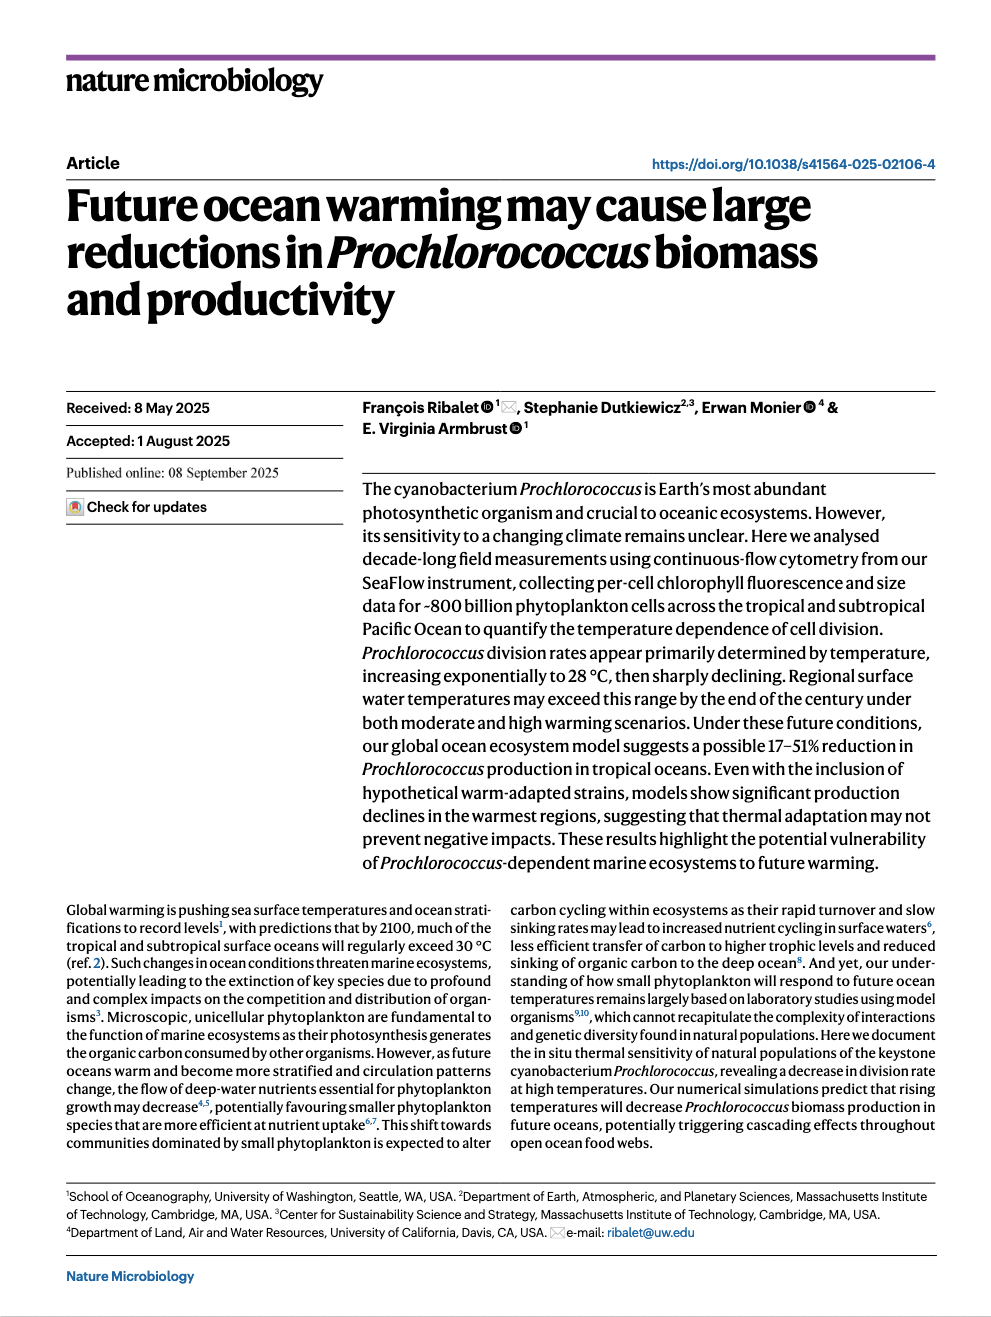 nature microbiology
Article
https://doi.org/10.1038/s41564-025-02106-4
Future ocean warming may cause large
reductions in Prochlorococcus biomass
and productivity
Received: 8 May 2025
Accepted: 1 August 2025
Published online: 08 September 2025
Check for updates
François Ribalet 1, Stephanie Dutkiewicz2,3, Erwan Monier 4 &
E. Virginia Armbrust 1
The cyanobacterium Prochlorococcus is Earth's most abundant
photosynthetic organism and crucial to oceanic ecosystems. However,
its sensitivity to a changing climate remains unclear. Here we analysed
decade-long field measurements using continuous-flow cytometry from our
SeaFlow instrument, collecting per-cell chlorophyll fluorescence and size
data for ~800 billion phytoplankton cells across the tropical and subtropical
Pacific Ocean to quantify the temperature dependence of cell division.
Prochlorococcus division rates appear primarily determined by temperature,
increasing exponentially to 28 °C, then sharply declining. Regional surface
water temperatures may exceed this range by the end of the century under
both moderate and high warming scenarios. Under these future conditions,
our global ocean ecosystem model suggests a possible 17–51% reduction in
Prochlorococcus production in tropical oceans. Even with the inclusion of
hypothetical warm-adapted strains, models show significant production
declines in the warmest regions, suggesting that thermal adaptation may not
prevent negative impacts. These results highlight the potential vulnerability
of Prochlorococcus-dependent marine ecosystems to future warming.
Global warming is pushing sea surface temperatures and ocean strati-
fications to record levels1, with predictions that by 2100, much of the
tropical and subtropical surface oceans will regularly exceed 30 °C
(ref. 2). Such changes in ocean conditions threaten marine ecosystems,
potentially leading to the extinction of key species due to profound
and complex impacts on the competition and distribution of organ-
isms3. Microscopic, unicellular phytoplankton are fundamental to
the function of marine ecosystems as their photosynthesis generates
the organic carbon consumed by other organisms. However, as future
oceans warm and become more stratified and circulation patterns
change, the flow of deep-water nutrients essential for phytoplankton
growth may decrease4,5, potentially favouring smaller phytoplankton
species that are more efficient at nutrient uptake6,7. This shift towards
communities dominated by small phytoplankton is expected to alter
carbon cycling within ecosystems as their rapid turnover and slow
sinking rates may lead to increased nutrient cycling in surface waters6,
less efficient transfer of carbon to higher trophic levels and reduced
sinking of organic carbon to the deep ocean8. And yet, our under-
standing of how small phytoplankton will respond to future ocean
temperatures remains largely based on laboratory studies using model
organisms9,10, which cannot recapitulate the complexity of interactions
and genetic diversity found in natural populations. Here we document
the in situ thermal sensitivity of natural populations of the keystone
cyanobacterium Prochlorococcus, revealing a decrease in division rate
at high temperatures. Our numerical simulations predict that rising
temperatures will decrease Prochlorococcus biomass production in
future oceans, potentially triggering cascading effects throughout
open ocean food webs.
1School of Oceanography, University of Washington, Seattle, WA, USA. 2Department of Earth, Atmospheric, and Planetary Sciences, Massachusetts Institute
of Technology, Cambridge, MA, USA. 3Center for Sustainability Science and Strategy, Massachusetts Institute of Technology, Cambridge, MA, USA.
4Department of Land, Air and Water Resources, University of California, Davis, CA, USA. e-mail: ribalet@uw.edu
Nature Microbiology